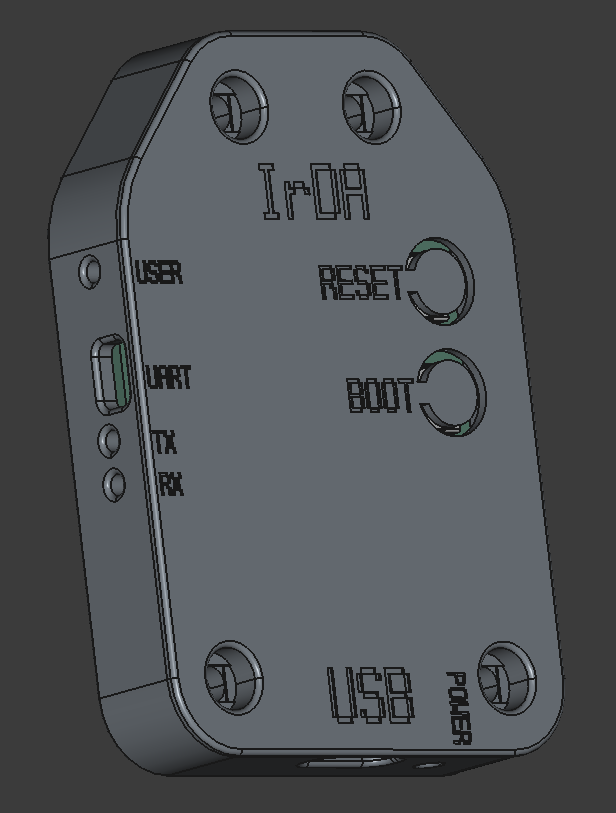 IrDA
USER
RESET
UART
BOOT
TX
RX
USB
POWER